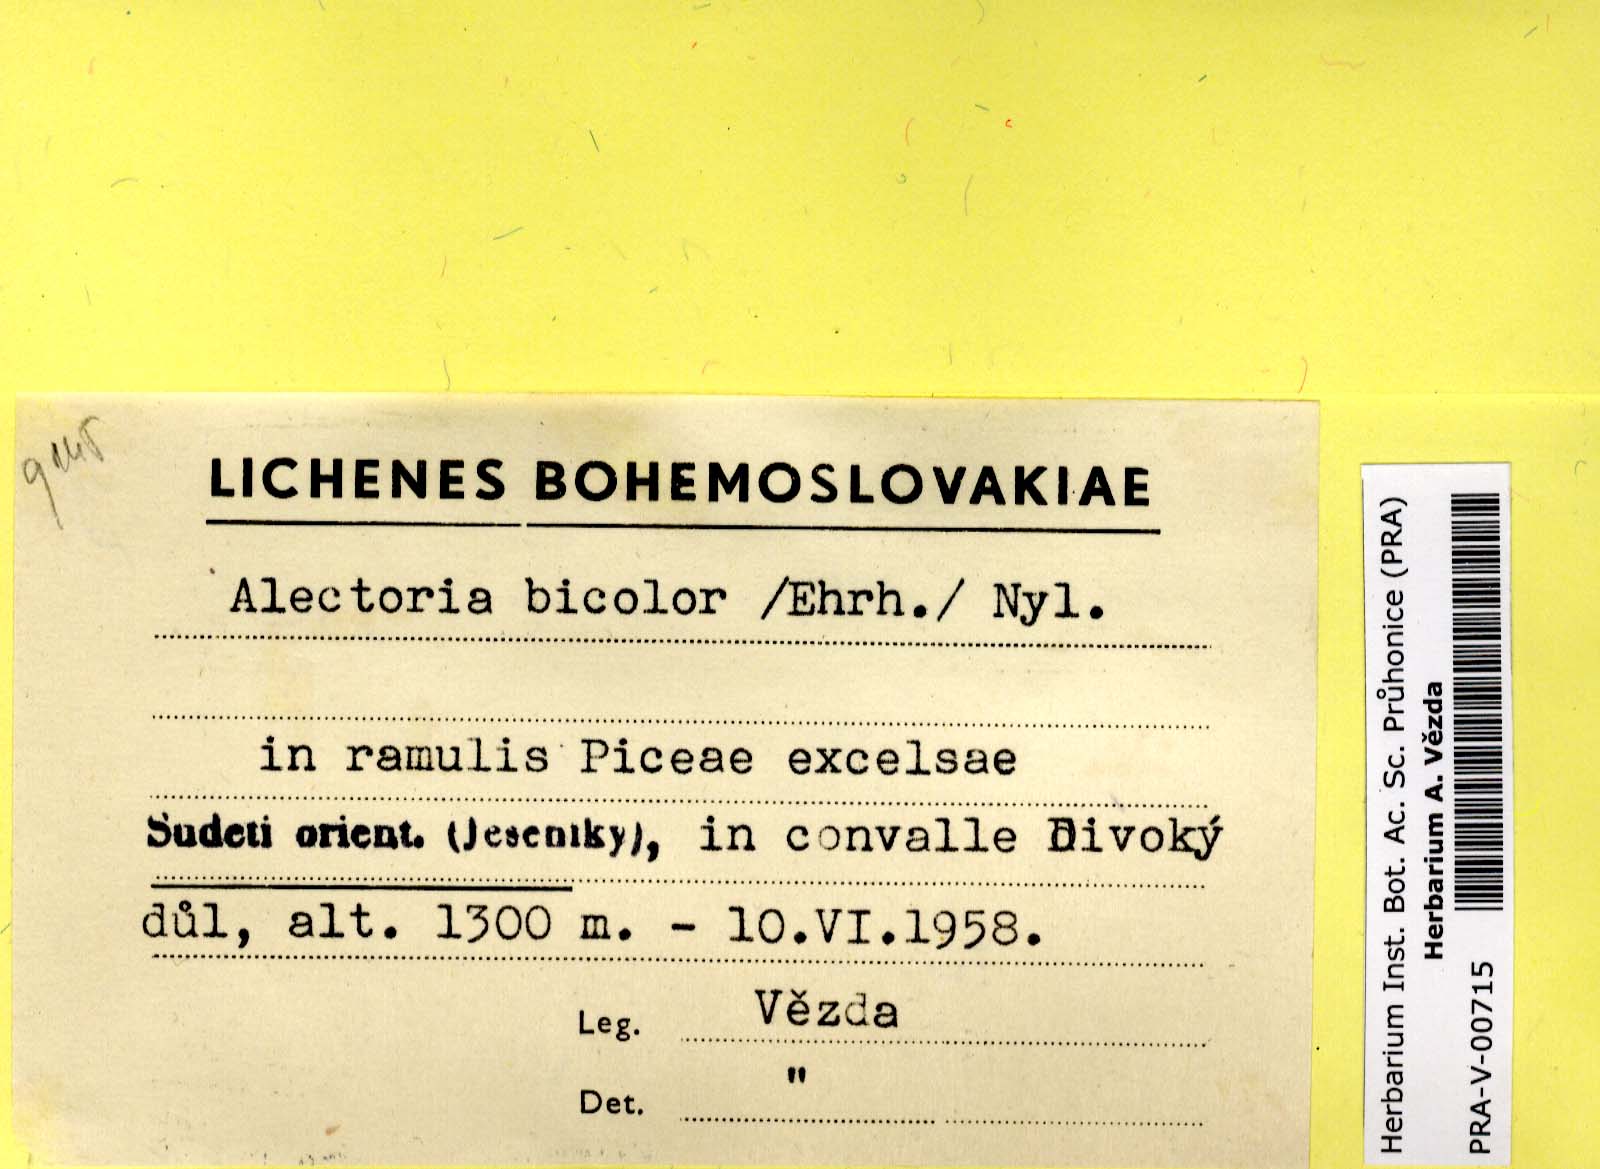 LICHENES BOHEMOSLOVAKIAE
Alectoria bicolor /Ehrh./ Nyl.
in ramulis Piceae excelsae
Sudeti orient. (Jeseníky), in convalle Divoký
důl, alt. 1300 m. - 10.VI.1958.
Leg. Vězda
Det. "
Herbarium Inst. Bot. Ac. Sc. Průhonice (PRA)
Herbarium A. Vězda
PRA-V-00715